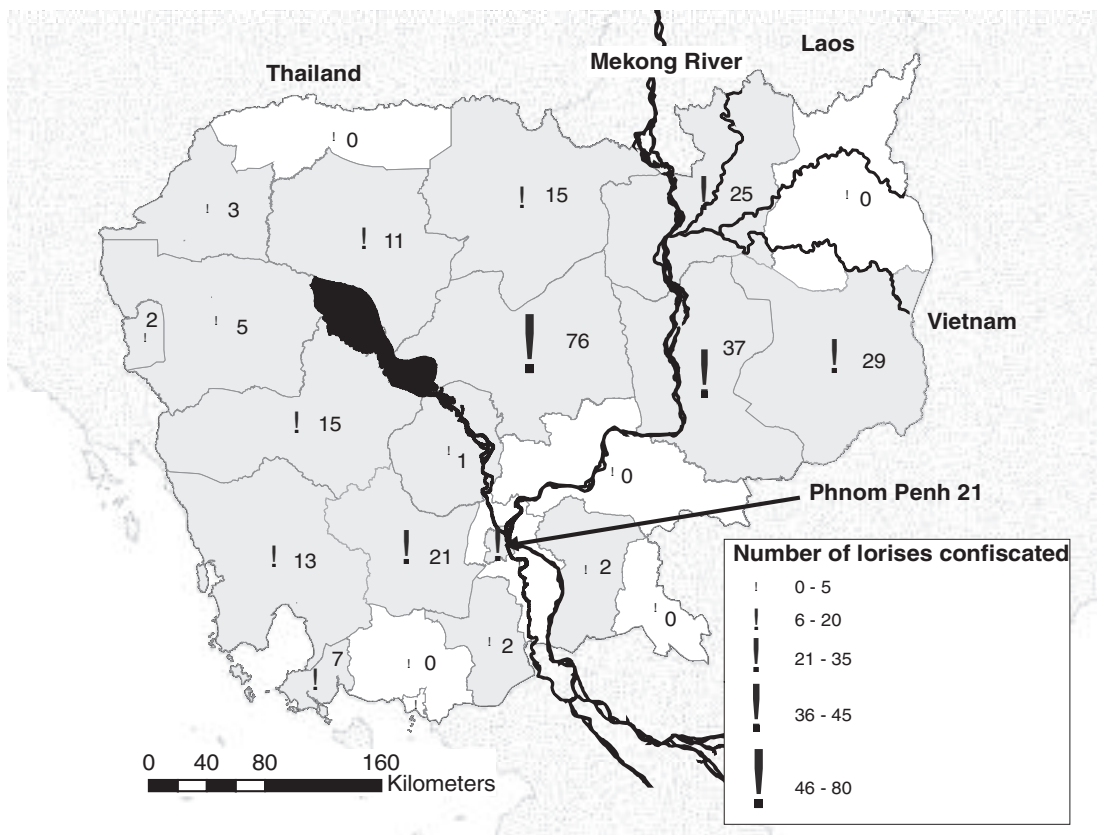 Laos
Mekong River
Thailand
0
15
25
0
3
11
2
5
76
37
29
Vietnam
15
1
0
Phnom Penh 21
13
21
2
0
2
7
0
Number of lorises confiscated
0 - 5
6 - 20
21 - 35
36 - 45
46 - 80
0 40 80 160
Kilometers